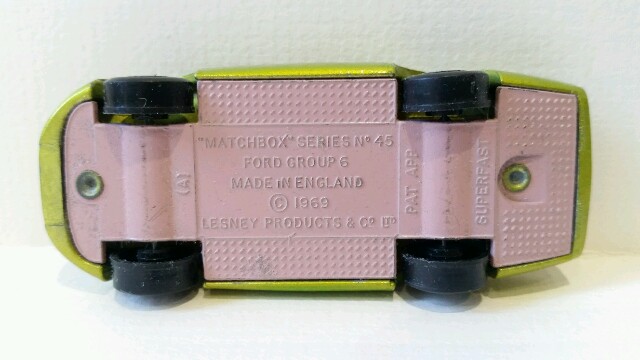 "MATCHBOX" SERIES Nº 45
FORD GROUP 6
MADE IN ENGLAND
© 1969
LESNEY PRODUCTS & Cº LTD
(A)
PAT APP
SUPERFAST